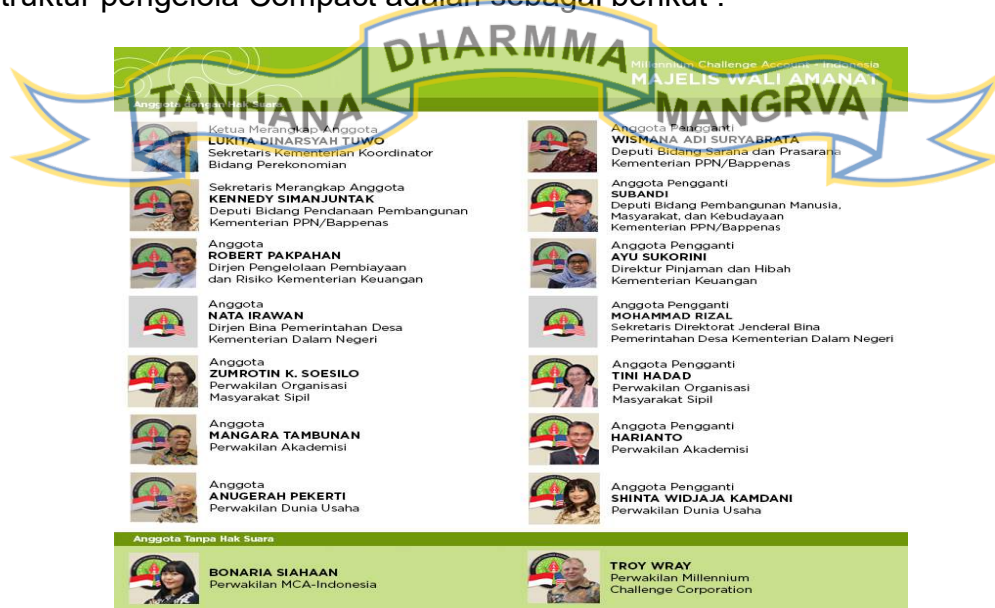 truktur pengelola Compact adalah sebagai berikut :
DHARMMA
TANHANA
MANGRVA
Millennium Challenge Account - Indonesia
MAJELIS WALI AMANAT
Anggota dengan Hak Suara
Ketua Merangkap Anggota
LUKITA DINARSYAH TUWO
Sekretaris Kementerian Koordinator
Bidang Perekonomian
Anggota Pengganti
WISMANA ADI SURYABRATA
Deputi Bidang Sarana dan Prasarana
Kementerian PPN/Bappenas
Sekretaris Merangkap Anggota
KENNEDY SIMANJUNTAK
Deputi Bidang Pendanaan Pembangunan
Kementerian PPN/Bappenas
Anggota Pengganti
SUBANDI
Deputi Bidang Pembangunan Manusia,
Masyarakat, dan Kebudayaan
Kementerian PPN/Bappenas
Anggota
ROBERT PAKPAHAN
Dirjen Pengelolaan Pembiayaan
dan Risiko Kementerian Keuangan
Anggota Pengganti
AYU SUKORINI
Direktur Pinjaman dan Hibah
Kementerian Keuangan
Anggota
NATA IRAWAN
Dirjen Bina Pemerintahan Desa
Kementerian Dalam Negeri
Anggota Pengganti
MOHAMMAD RIZAL
Sekretaris Direktorat Jenderal Bina
Pemerintahan Desa Kementerian Dalam Negeri
Anggota
ZUMROTIN K. SOESILO
Perwakilan Organisasi
Masyarakat Sipil
Anggota Pengganti
TINI HADAD
Perwakilan Organisasi
Masyarakat Sipil
Anggota
MANGARA TAMBUNAN
Perwakilan Akademisi
Anggota Pengganti
HARIANTO
Perwakilan Akademisi
Anggota
ANUGERAH PEKERTI
Perwakilan Dunia Usaha
Anggota Pengganti
SHINTA WIDJAJA KAMDANI
Perwakilan Dunia Usaha
Anggota Tanpa Hak Suara
BONARIA SIAHAAN
Perwakilan MCA-Indonesia
TROY WRAY
Perwakilan Millennium
Challenge Corporation